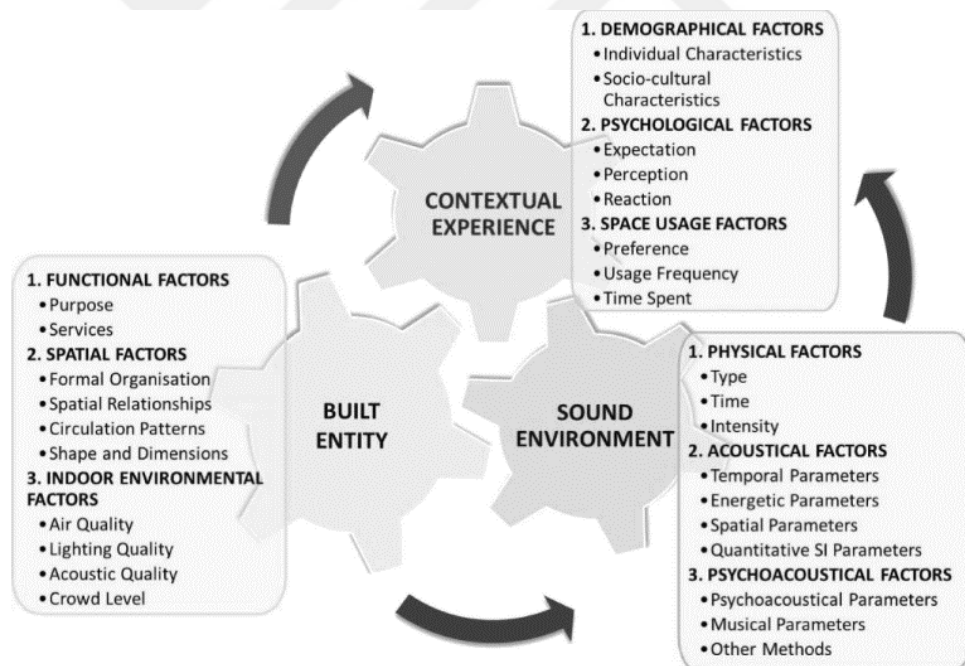 1. DEMOGRAPHICAL FACTORS
• Individual Characteristics
• Socio-cultural
Characteristics
2. PSYCHOLOGICAL FACTORS
• Expectation
• Perception
• Reaction
3. SPACE USAGE FACTORS
• Preference
• Usage Frequency
• Time Spent
CONTEXTUAL
EXPERIENCE
1. FUNCTIONAL FACTORS
• Purpose
• Services
2. SPATIAL FACTORS
• Formal Organisation
• Spatial Relationships
• Circulation Patterns
• Shape and Dimensions
3. INDOOR ENVIRONMENTAL
FACTORS
• Air Quality
• Lighting Quality
• Acoustic Quality
• Crowd Level
BUILT
ENTITY
SOUND
ENVIRONMENT
1. PHYSICAL FACTORS
• Type
• Time
• Intensity
2. ACOUSTICAL FACTORS
• Temporal Parameters
• Energetic Parameters
• Spatial Parameters
• Quantitative SI Parameters
3. PSYCHOACOUSTICAL FACTORS
• Psychoacoustical Parameters
• Musical Parameters
• Other Methods